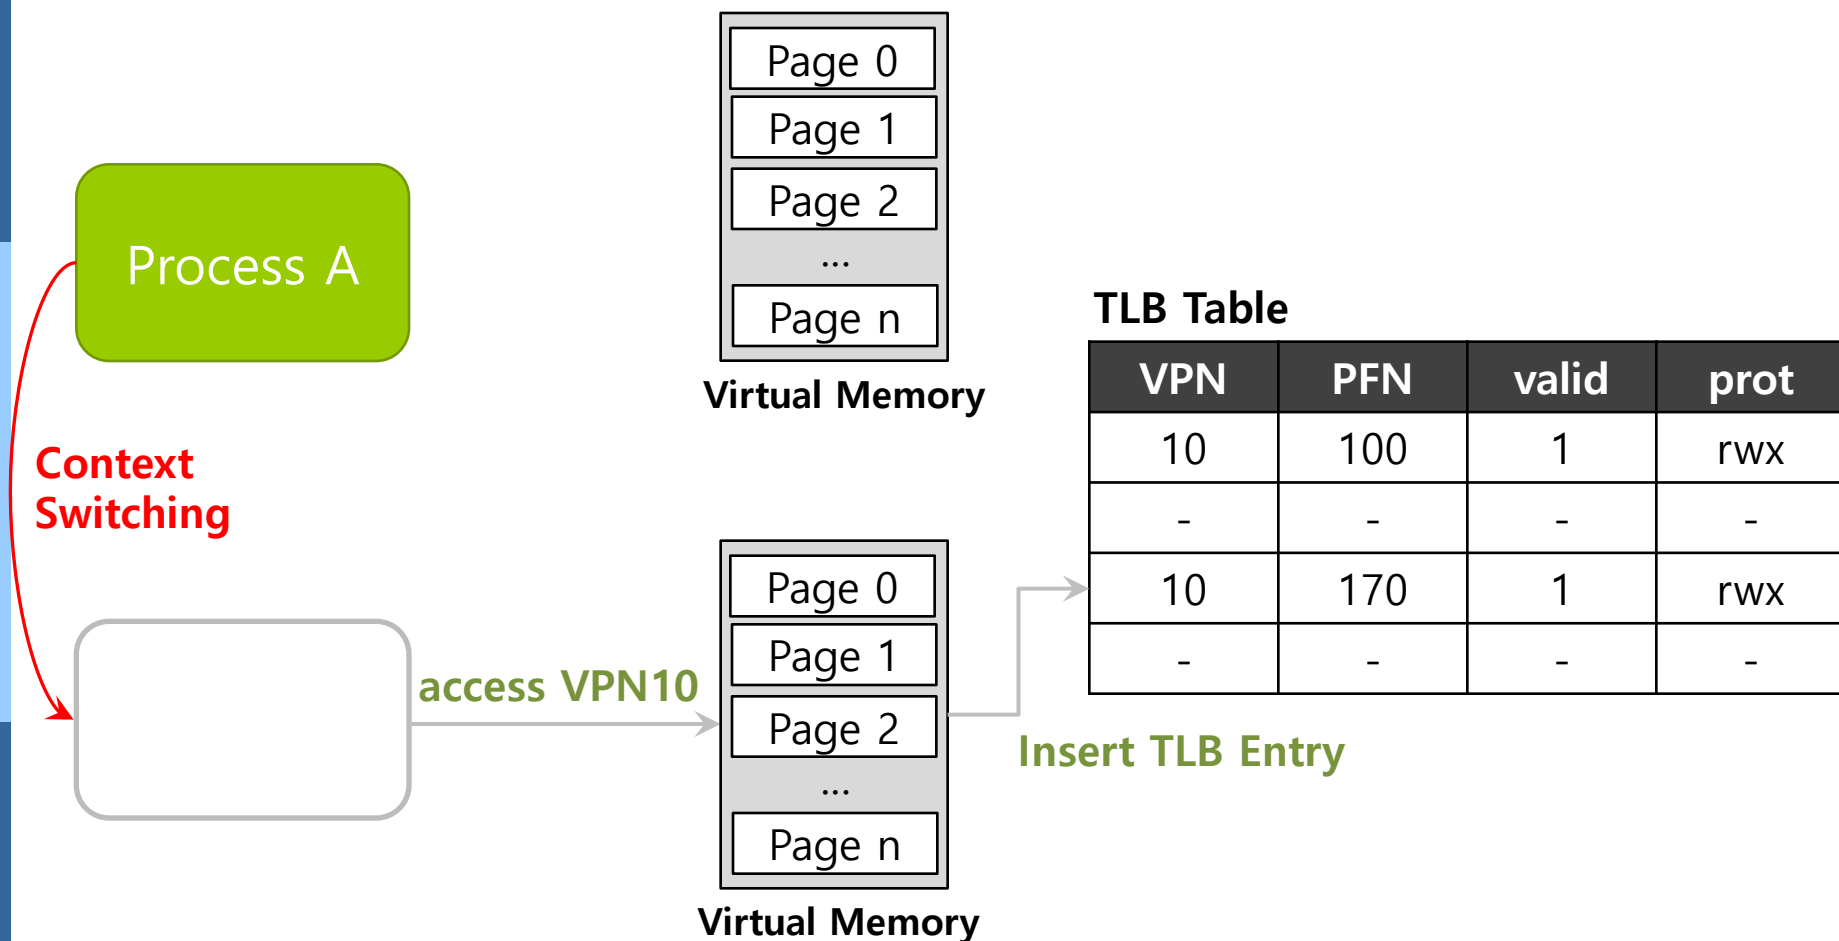 Page 0
Page 1
Page 2
...
Page n
Virtual Memory
Process A
Context
Switching
access VPN10
Page 0
Page 1
Page 2
...
Page n
Virtual Memory
Insert TLB Entry
TLB Table
VPN PFN valid prot
10 100 1 rwx
- - - -
10 170 1 rwx
- - - -